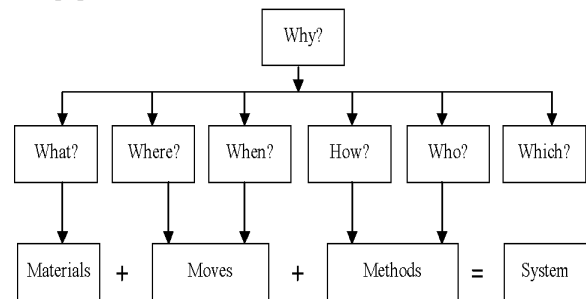 Why?
What? Where? When? How? Who? Which?
Materials + Moves + Methods = System